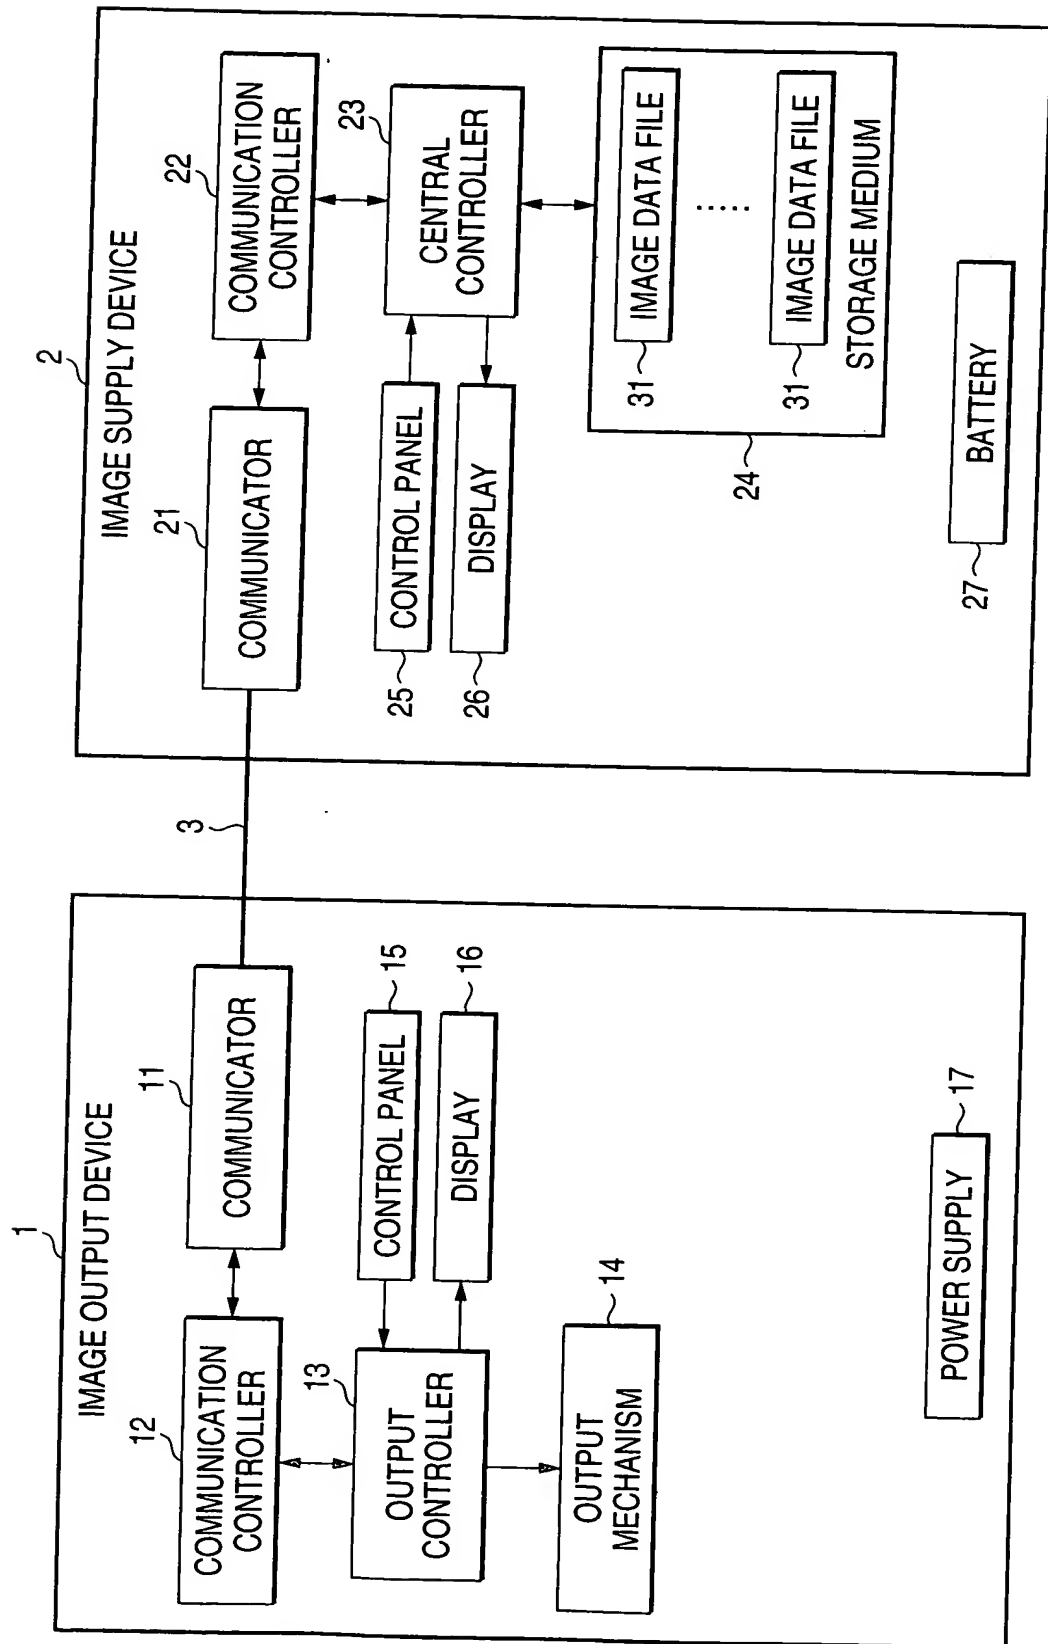 1
IMAGE OUTPUT DEVICE
12
COMMUNICATION
CONTROLLER
11
COMMUNICATOR
13
OUTPUT
CONTROLLER
CONTROL PANEL
15
DISPLAY
16
OUTPUT
MECHANISM
14
POWER SUPPLY
17
3
2
IMAGE SUPPLY DEVICE
21
COMMUNICATOR
22
COMMUNICATION
CONTROLLER
25
CONTROL PANEL
26
DISPLAY
23
CENTRAL
CONTROLLER
24
31
IMAGE DATA FILE
.....
31
IMAGE DATA FILE
STORAGE MEDIUM
27
BATTERY